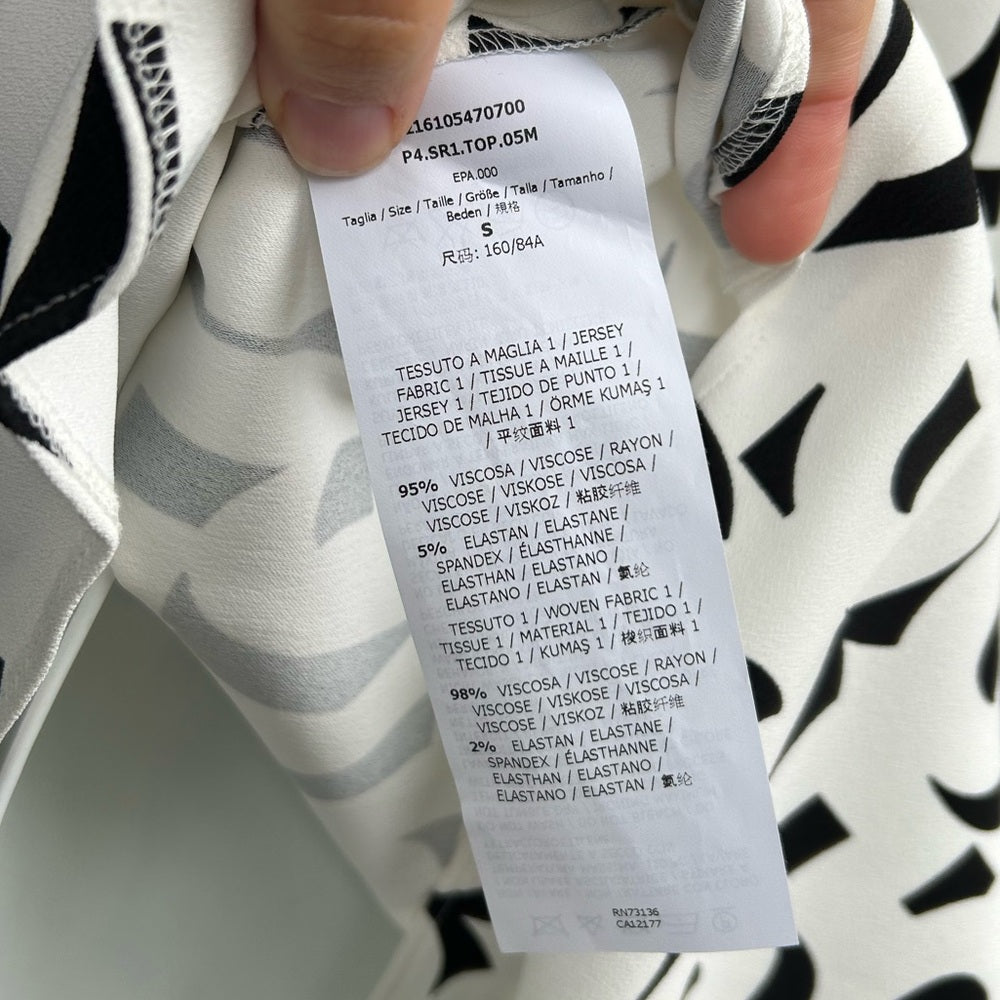 16105470700
P4.SR1.TOP.05M
EPA.000
Taglia / Size / Taille / Größe / Talla / Tamanho /
Beden / 規格
S
尺码: 160/84A
TESSUTO A MAGLIA 1 / JERSEY
FABRIC 1 / TISSUE A MAILLE 1 /
JERSEY 1 / TEJIDO DE PUNTO 1 /
TECIDO DE MALHA 1 / ÖRME KUMAŞ 1
/ 平纹面料 1
95% VISCOSA / VISCOSE / RAYON /
VISCOSE / VISKOSE / VISCOSA /
VISCOSE / VISKOZ / 粘胶纤维
5% ELASTAN / ELASTANE /
SPANDEX / ÉLASTHANNE /
ELASTHAN / ELASTANO /
ELASTANO / ELASTAN / 氨纶
TESSUTO 1 / WOVEN FABRIC 1 /
TISSUE 1 / MATERIAL 1 / TEJIDO 1 /
TECIDO 1 / KUMAŞ 1 / 梭织面料 1
98% VISCOSA / VISCOSE / RAYON /
VISCOSE / VISKOSE / VISCOSA /
VISCOSE / VISKOZ / 粘胶纤维
2% ELASTAN / ELASTANE /
SPANDEX / ÉLASTHANNE /
ELASTHAN / ELASTANO /
ELASTANO / ELASTAN / 氨纶
RN73136
CA12177